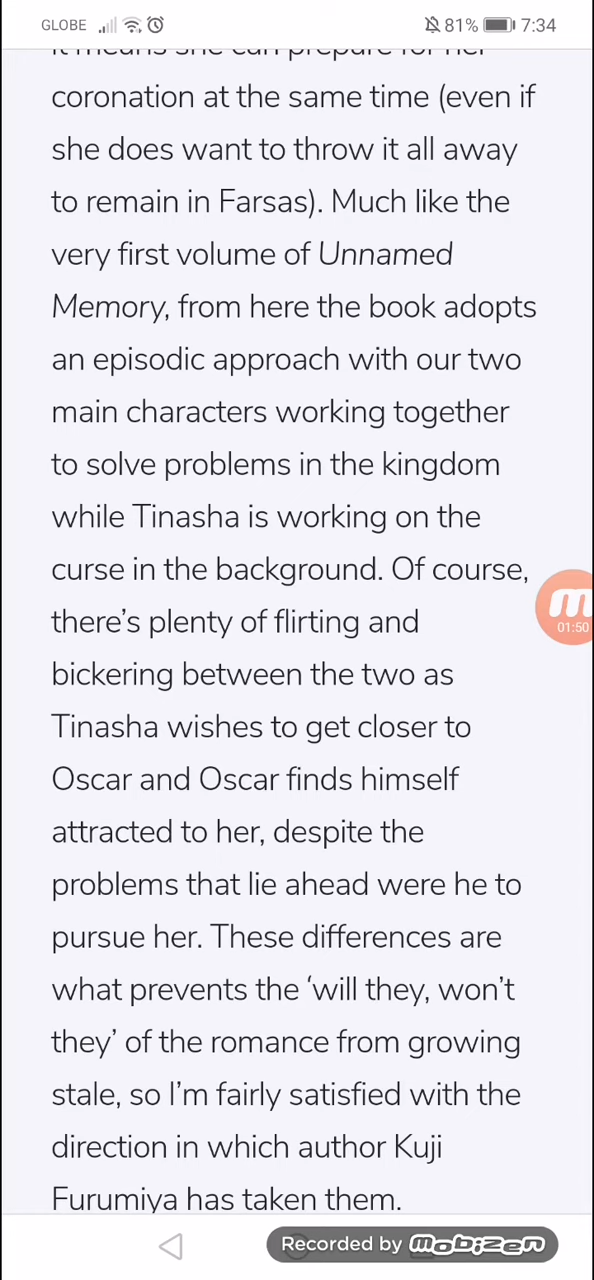 GLOBE 81% 7:34
it means she can prepare for her
coronation at the same time (even if
she does want to throw it all away
to remain in Farsas). Much like the
very first volume of Unnamed
Memory, from here the book adopts
an episodic approach with our two
main characters working together
to solve problems in the kingdom
while Tinasha is working on the
curse in the background. Of course,
there’s plenty of flirting and
01:50
bickering between the two as
Tinasha wishes to get closer to
Oscar and Oscar finds himself
attracted to her, despite the
problems that lie ahead were he to
pursue her. These differences are
what prevents the ‘will they, won’t
they’ of the romance from growing
stale, so I’m fairly satisfied with the
direction in which author Kuji
Furumiya has taken them.
Recorded by mobizen